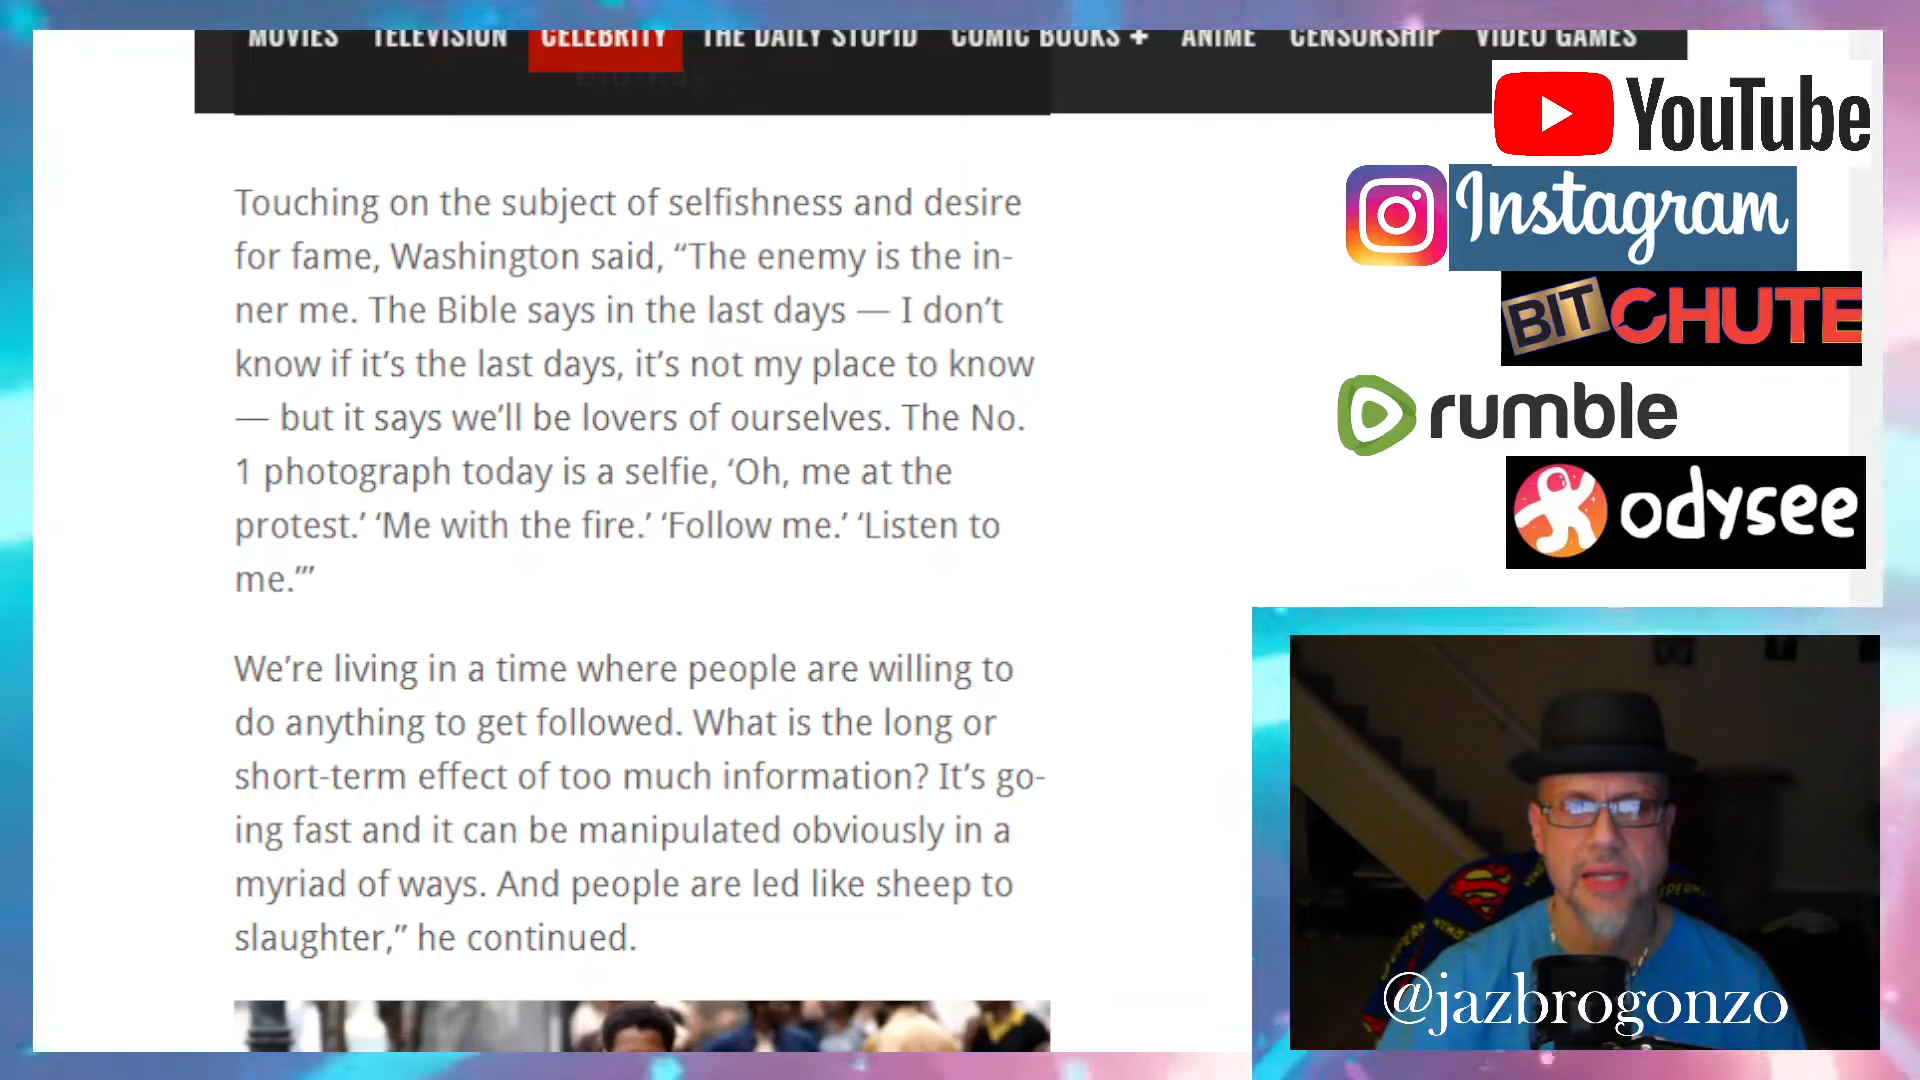 MOVIES TELEVISION CELEBRITY THE DAILY STUPID COMIC BOOKS + ANIME CENSORSHIP VIDEO GAMES
Touching on the subject of selfishness and desire
for fame, Washington said, “The enemy is the in-
ner me. The Bible says in the last days — I don’t
know if it’s the last days, it’s not my place to know
— but it says we’ll be lovers of ourselves. The No.
1 photograph today is a selfie, ‘Oh, me at the
protest.’ ‘Me with the fire.’ ‘Follow me.’ ‘Listen to
me.’”
We’re living in a time where people are willing to
do anything to get followed. What is the long or
short-term effect of too much information? It’s go-
ing fast and it can be manipulated obviously in a
myriad of ways. And people are led like sheep to
slaughter,” he continued.
YouTube
Instagram
BITCHUTE
rumble
odysee
@jazbrogonzo